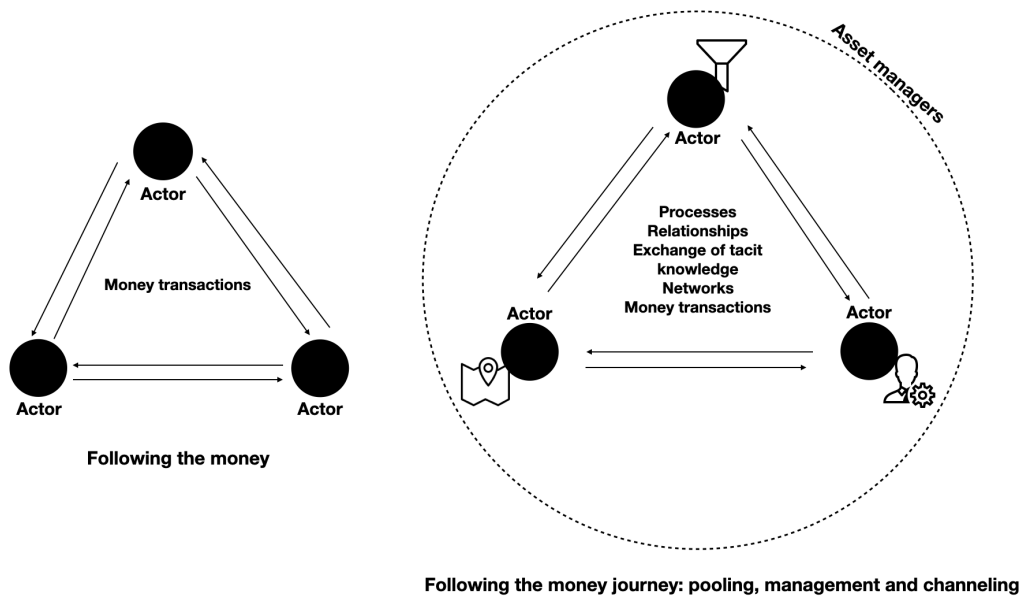 Actor
Money transactions
Actor
Actor
Following the money
Asset managers
Actor
Processes
Relationships
Exchange of tacit
knowledge
Networks
Money transactions
Actor
Actor
Following the money journey: pooling, management and channeling